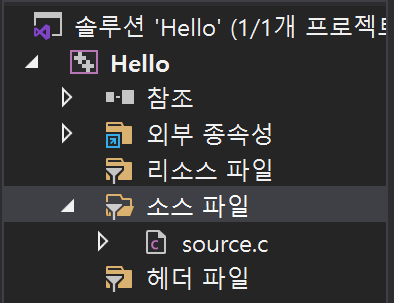 솔루션 'Hello' (1/1개 프로젝트
Hello
참조
외부 종속성
리소스 파일
소스 파일
source.c
헤더 파일